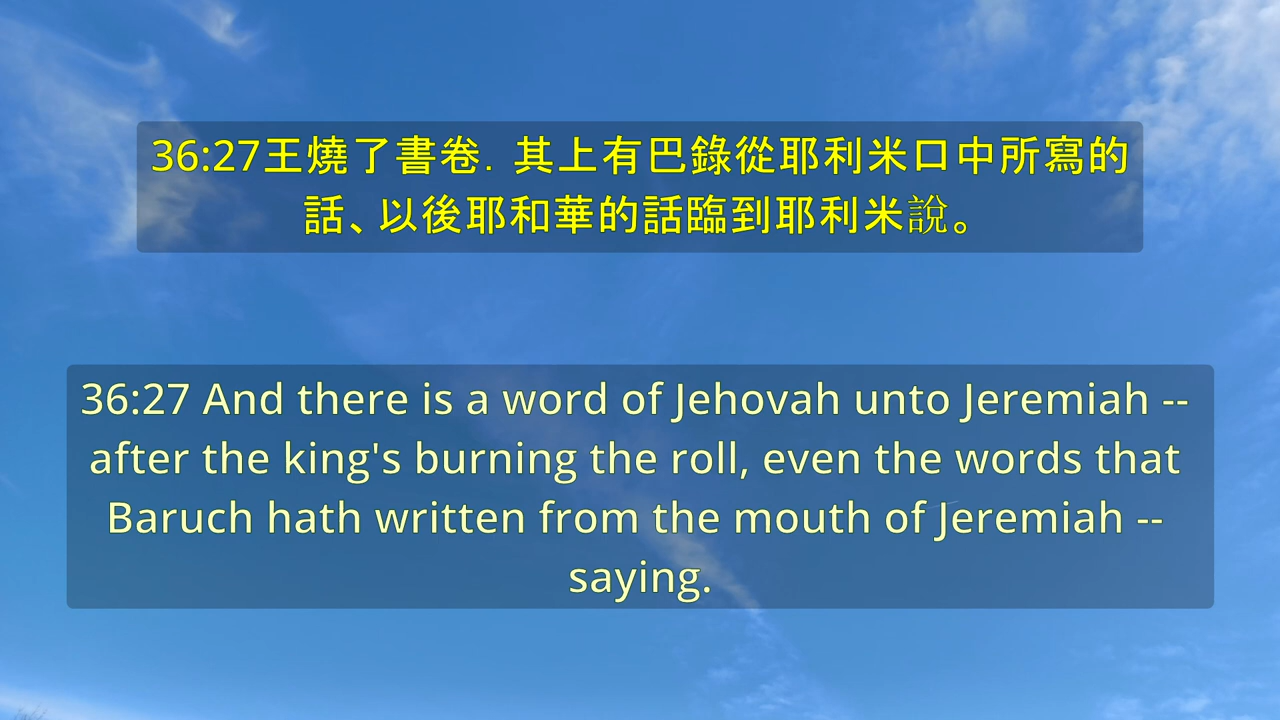 36:27王燒了書卷．其上有巴錄從耶利米口中所寫的
話、以後耶和華的話臨到耶利米說。
36:27 And there is a word of Jehovah unto Jeremiah --
after the king's burning the roll, even the words that
Baruch hath written from the mouth of Jeremiah --
saying.